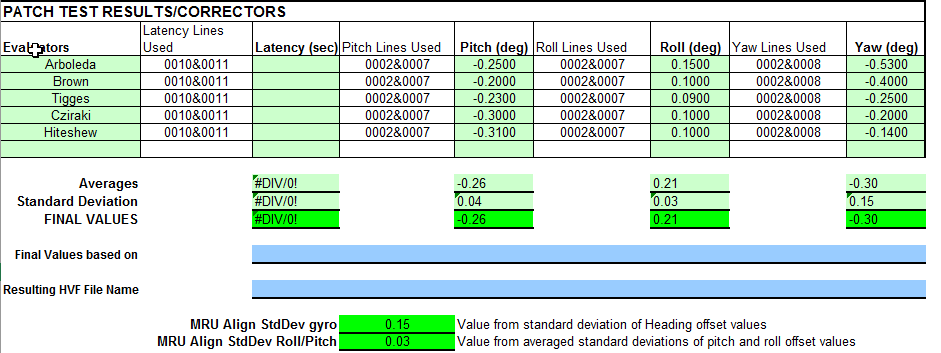 PATCH TEST RESULTS/CORRECTORS
Evaluators Latency Lines Used Latency (sec) Pitch Lines Used Pitch (deg) Roll Lines Used Roll (deg) Yaw Lines Used Yaw (deg)
Arboleda 0010&0011 0002&0007 -0.2500 0002&0007 0.1500 0002&0008 -0.5300
Brown 0010&0011 0002&0007 -0.2000 0002&0007 0.1000 0002&0008 -0.4000
Tigges 0010&0011 0002&0007 -0.2300 0002&0007 0.0900 0002&0008 -0.2500
Cziraki 0010&0011 0002&0007 -0.3000 0002&0007 0.1000 0002&0008 -0.2000
Hiteshew 0010&0011 0002&0007 -0.3100 0002&0007 0.1000 0002&0008 -0.1400
Averages #DIV/0! -0.26 0.21 -0.30
Standard Deviation #DIV/0! 0.04 0.03 0.15
FINAL VALUES #DIV/0! -0.26 0.21 -0.30
Final Values based on
Resulting HVF File Name
MRU Align StdDev gyro 0.15 Value from standard deviation of Heading offset values
MRU Align StdDev Roll/Pitch 0.03 Value from averaged standard deviations of pitch and roll offset values